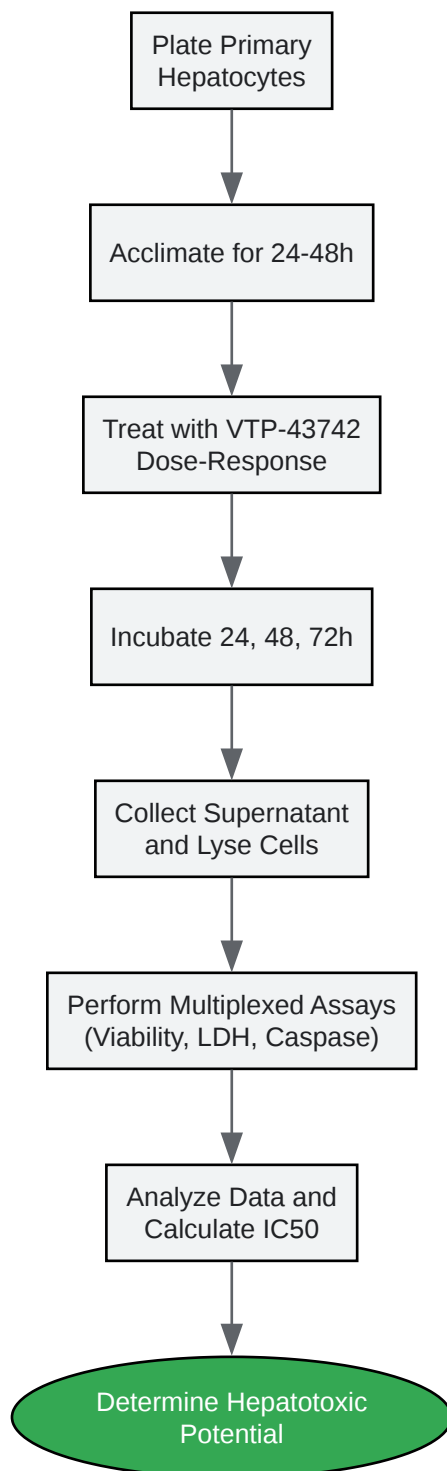 Plate Primary
Hepatocytes
Acclimate for 24-48h
Treat with VTP-43742
Dose-Response
Incubate 24, 48, 72h
Collect Supernatant
and Lyse Cells
Perform Multiplexed Assays
(Viability, LDH, Caspase)
Analyze Data and
Calculate IC50
Determine Hepatotoxic
Potential